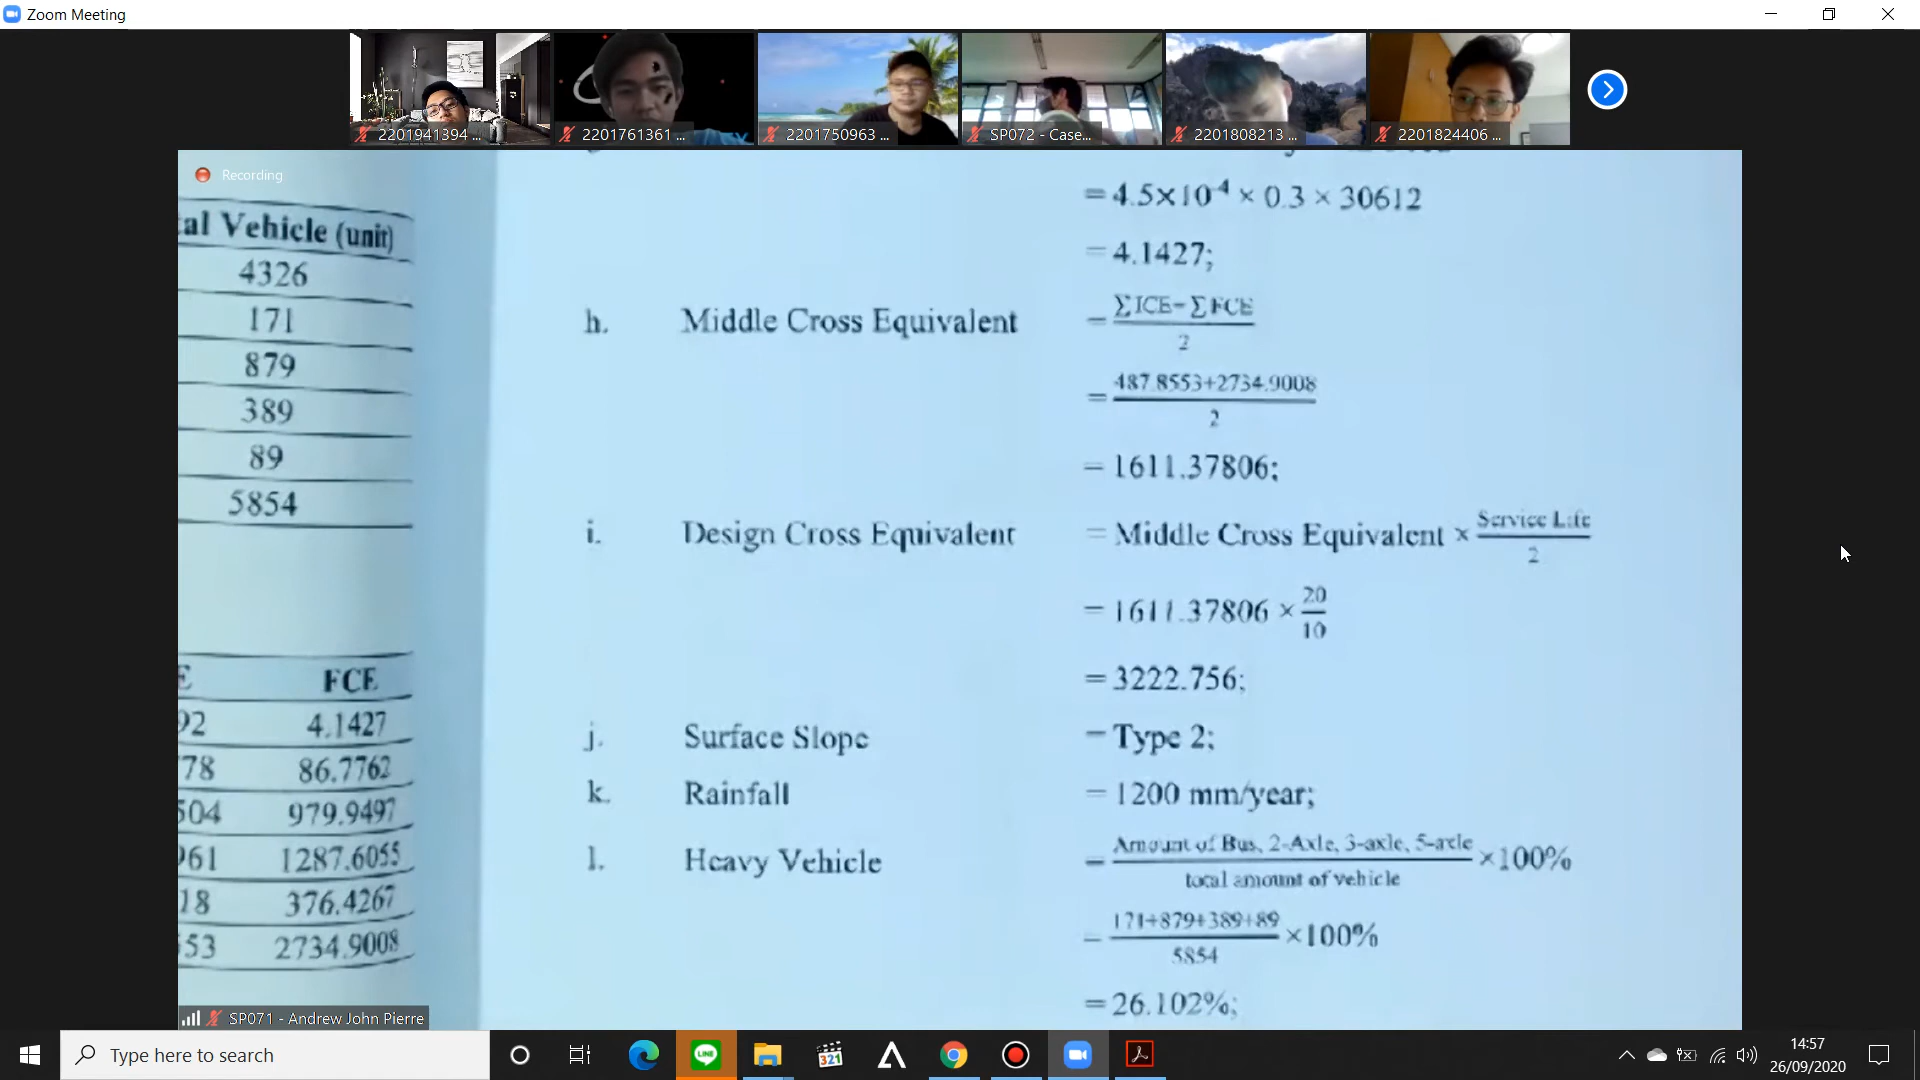 Zoom Meeting
2201941394 ...
2201761361 ...
2201750963 ...
SP072 - Case...
2201808213 ...
2201824406 ...
Recording
al Vehicle (unit)
4326
171
879
389
89
5854
E FCE
92 4.1427
78 86.7762
504 979.9497
961 1287.6055
18 376.4267
53 2734.9008
= 4.5×10⁻⁴ × 0.3 × 30612
= 4.1427;
h. Middle Cross Equivalent = ∑ICE-∑FCE
2
= 487.8553+2734.9008
2
= 1611.37806;
i. Design Cross Equivalent = Middle Cross Equivalent × Service Life
2
= 1611.37806 × 20
10
= 3222.756;
j. Surface Slope = Type 2;
k. Rainfall = 1200 mm/year;
l. Heavy Vehicle = Amount of Bus, 2-Axle, 3-axle, 5-axle ×100%
total amount of vehicle
= 171+879+389+89 ×100%
5854
= 26.102%;
SP071 - Andrew John Pierre
Type here to search
LINE
321
14:57
26/09/2020